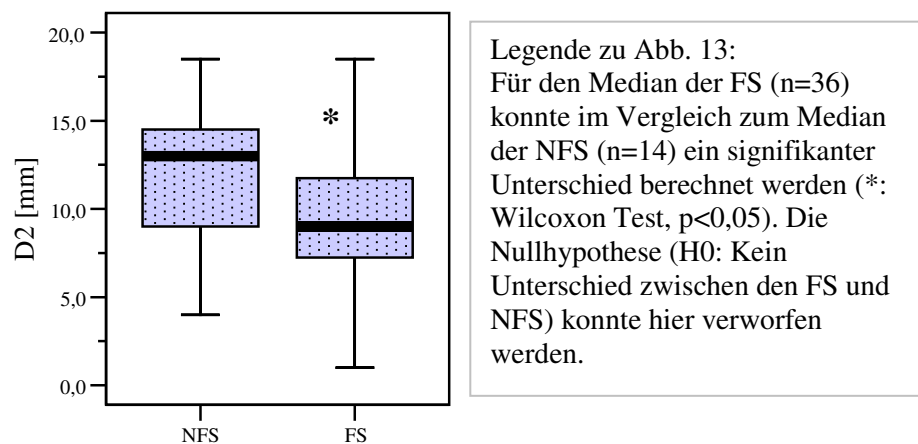 20,0
15,0
10,0
5,0
0,0
D2 [mm]
*
NFS
FS
Legende zu Abb. 13:
Für den Median der FS (n=36)
konnte im Vergleich zum Median
der NFS (n=14) ein signifikanter
Unterschied berechnet werden (*:
Wilcoxon Test, p<0,05). Die
Nullhypothese (H0: Kein
Unterschied zwischen den FS und
NFS) konnte hier verworfen
werden.